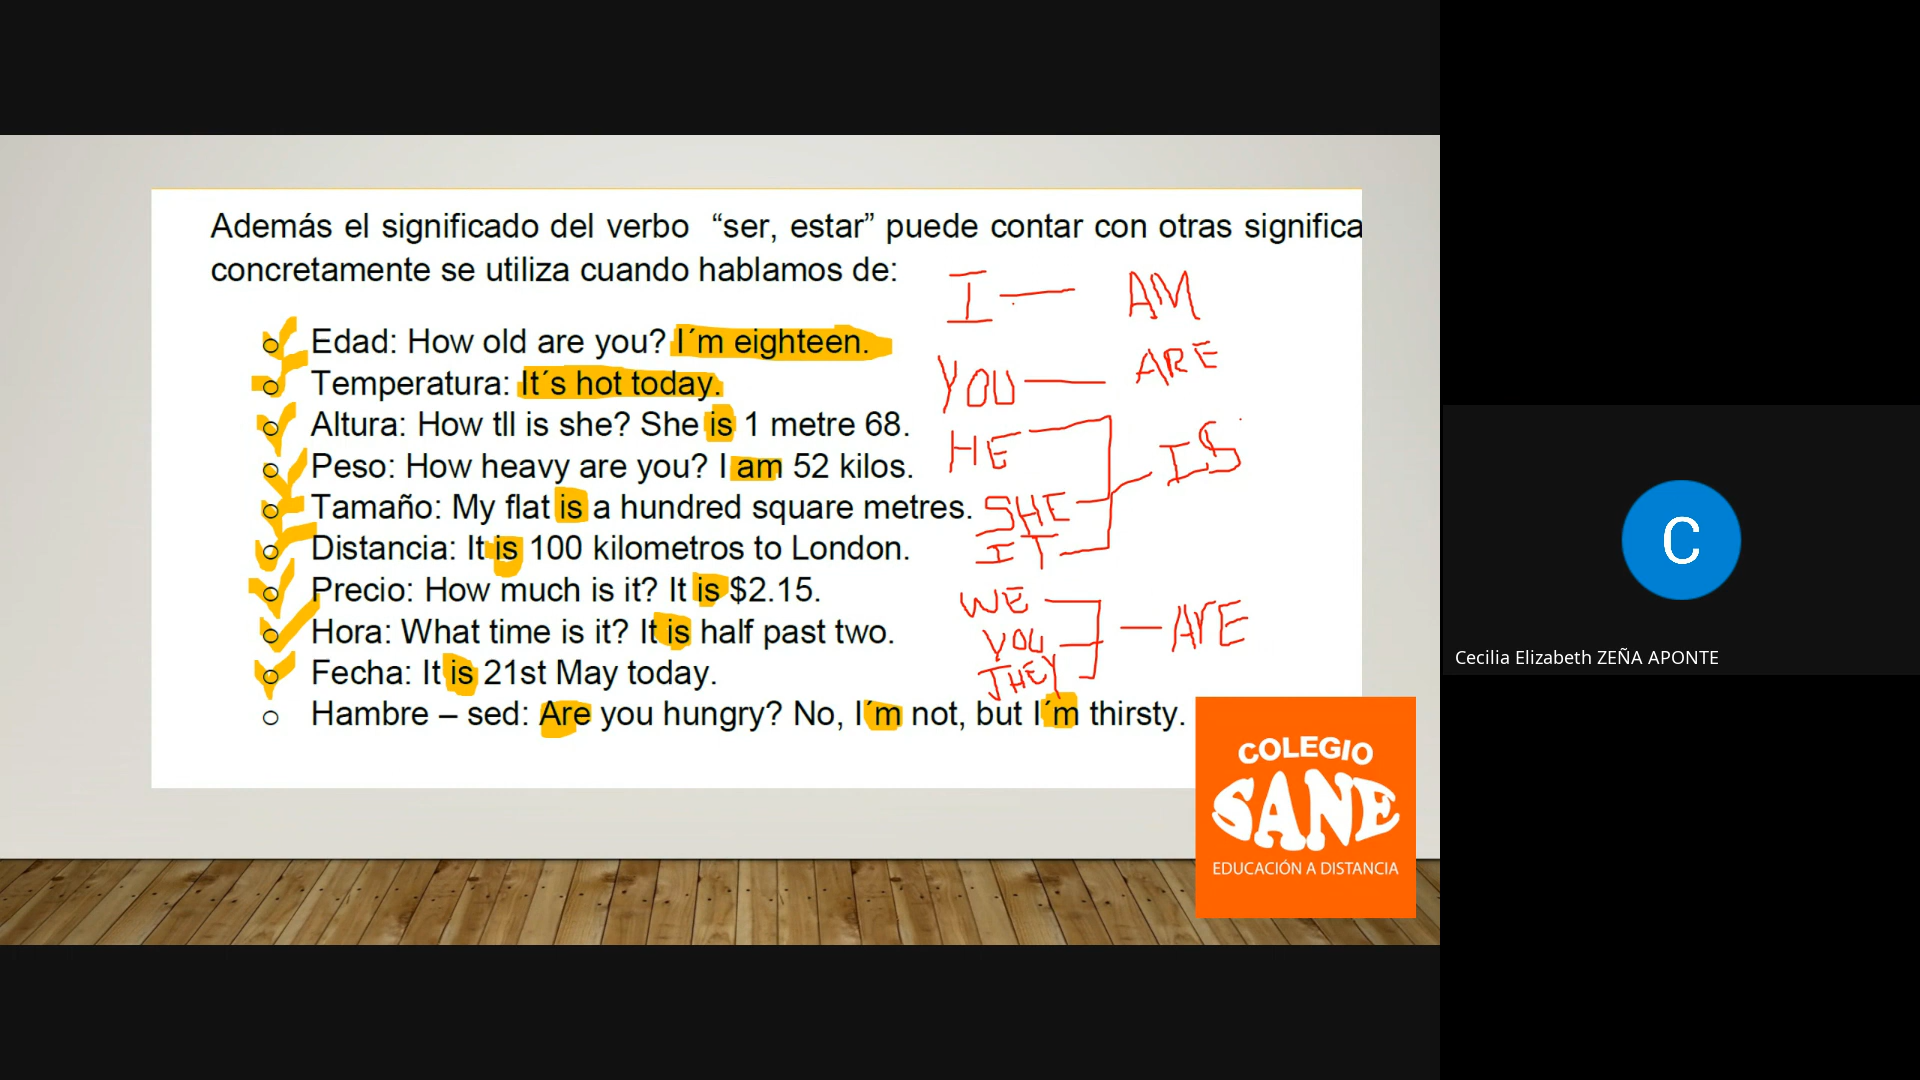 Además el significado del verbo “ser, estar” puede contar con otras significa
concretamente se utiliza cuando hablamos de:
o Edad: How old are you? I´m eighteen.
o Temperatura: It´s hot today.
o Altura: How tll is she? She is 1 metre 68.
o Peso: How heavy are you? I am 52 kilos.
o Tamaño: My flat is a hundred square metres.
o Distancia: It is 100 kilometros to London.
o Precio: How much is it? It is $2.15.
o Hora: What time is it? It is half past two.
o Fecha: It is 21st May today.
o Hambre – sed: Are you hungry? No, I´m not, but I´m thirsty.
I — AM
YOU — ARE
HE
SHE
IT
IS
WE
YOU
THEY
— ARE
COLEGIO
SANE
EDUCACIÓN A DISTANCIA
C
Cecilia Elizabeth ZEÑA APONTE